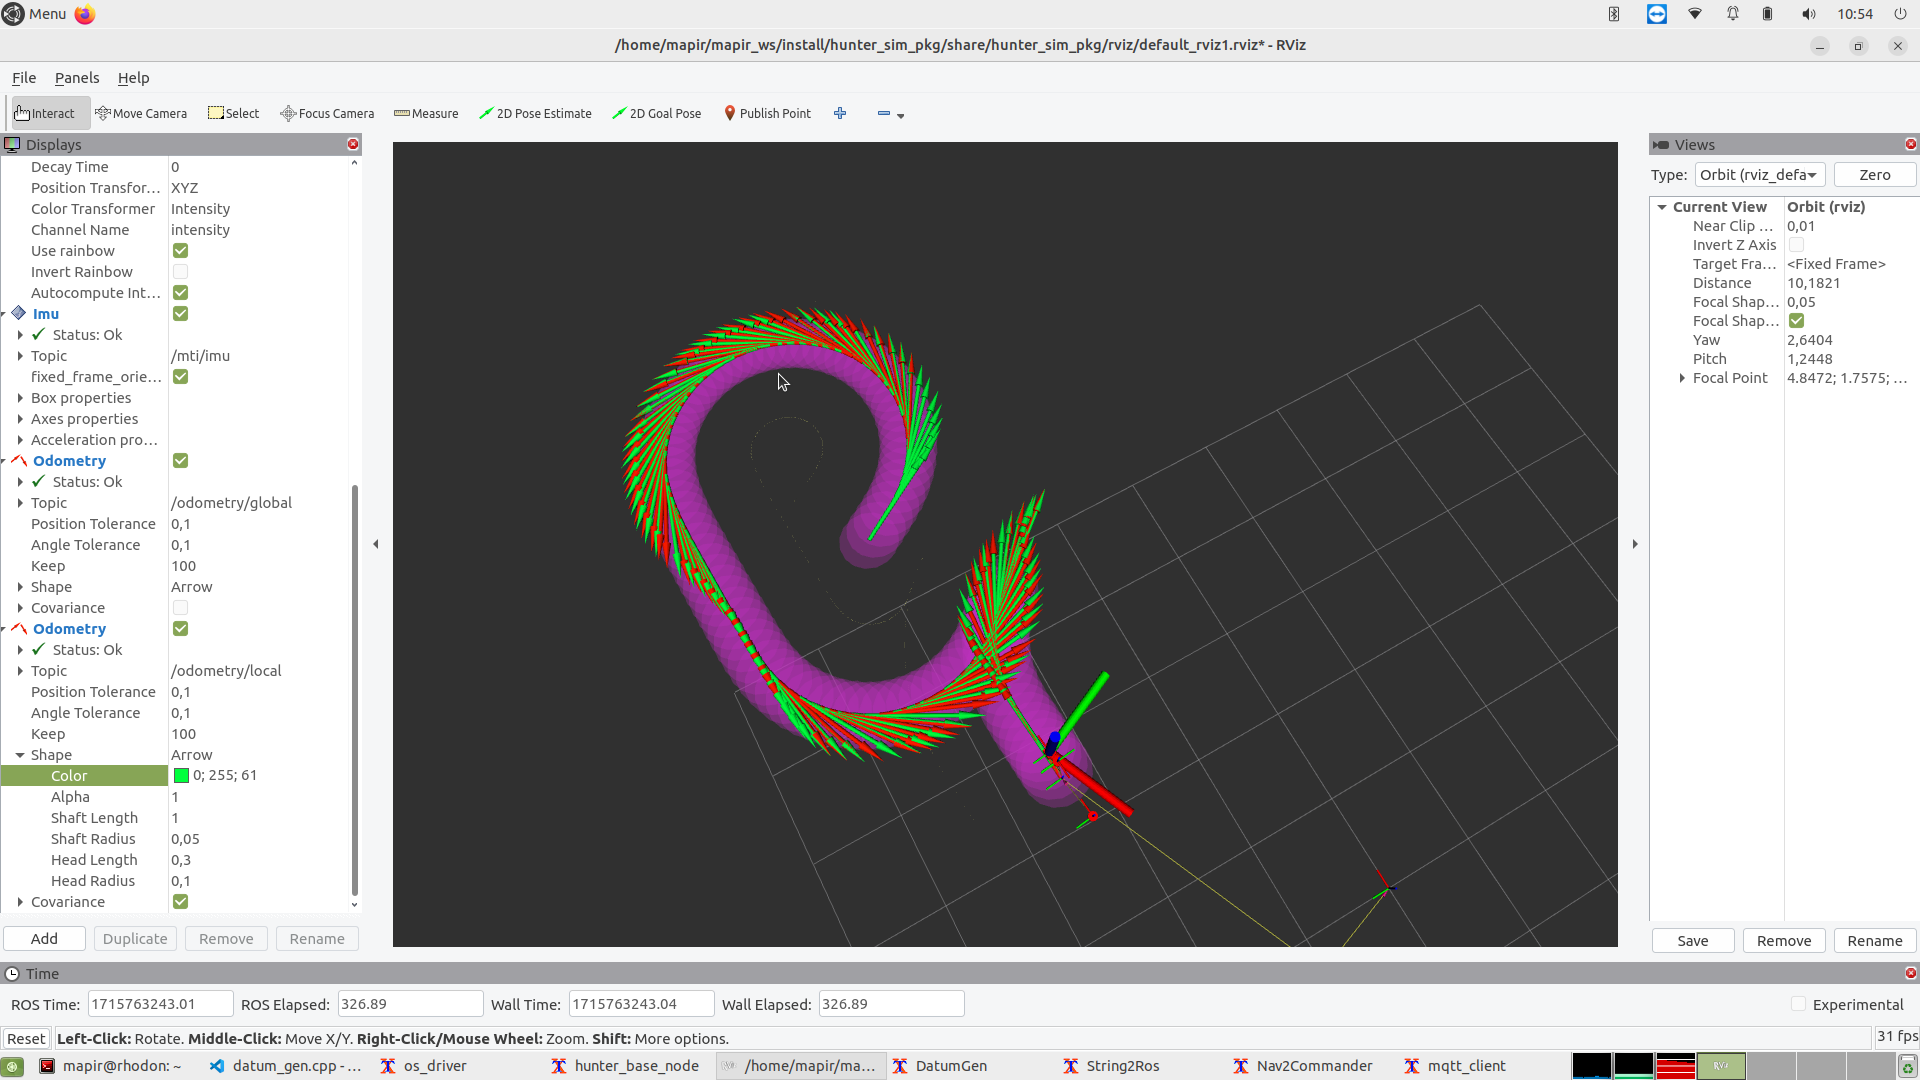 Menu
10:54
/home/mapir/mapir_ws/install/hunter_sim_pkg/share/hunter_sim_pkg/rviz/default_rviz1.rviz* - RViz
File Panels Help
Interact Move Camera Select Focus Camera Measure 2D Pose Estimate 2D Goal Pose Publish Point
Displays
Decay Time 0
Position Transfor... XYZ
Color Transformer Intensity
Channel Name intensity
Use rainbow
Invert Rainbow
Autocompute Int...
Imu
Status: Ok
Topic /mti/imu
fixed_frame_orie...
Box properties
Axes properties
Acceleration pro...
Odometry
Status: Ok
Topic /odometry/global
Position Tolerance 0,1
Angle Tolerance 0,1
Keep 100
Shape Arrow
Covariance
Odometry
Status: Ok
Topic /odometry/local
Position Tolerance 0,1
Angle Tolerance 0,1
Keep 100
Shape Arrow
Color 0; 255; 61
Alpha 1
Shaft Length 1
Shaft Radius 0,05
Head Length 0,3
Head Radius 0,1
Covariance
Add Duplicate Remove Rename
Views
Type: Orbit (rviz_defa Zero
Current View Orbit (rviz)
Near Clip ... 0,01
Invert Z Axis
Target Fra... <Fixed Frame>
Distance 10,1821
Focal Shap... 0,05
Focal Shap...
Yaw 2,6404
Pitch 1,2448
Focal Point 4.8472; 1.7575; ...
Save Remove Rename
Time
ROS Time: 1715763243.01 ROS Elapsed: 326.89 Wall Time: 1715763243.04 Wall Elapsed: 326.89 Experimental
Reset Left-Click: Rotate. Middle-Click: Move X/Y. Right-Click/Mouse Wheel: Zoom. Shift: More options. 31 fps
mapir@rhodon: ~ datum_gen.cpp - ... os_driver hunter_base_node /home/mapir/ma... DatumGen String2Ros Nav2Commander mqtt_client